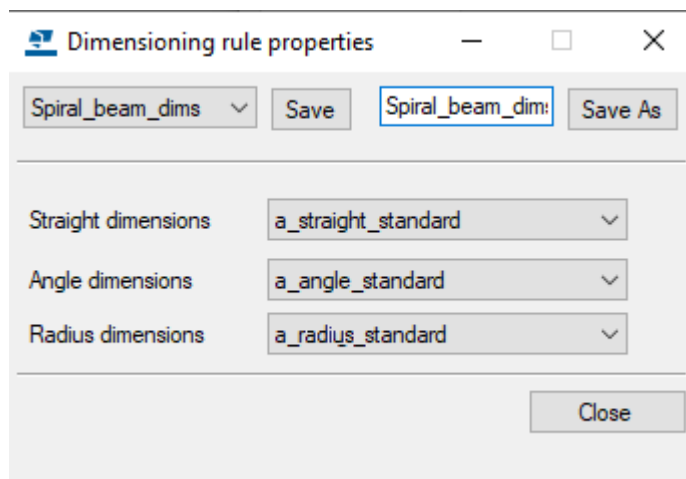 Dimensioning rule properties
Spiral_beam_dims Save Spiral_beam_dims Save As
Straight dimensions a_straight_standard
Angle dimensions a_angle_standard
Radius dimensions a_radius_standard
Close